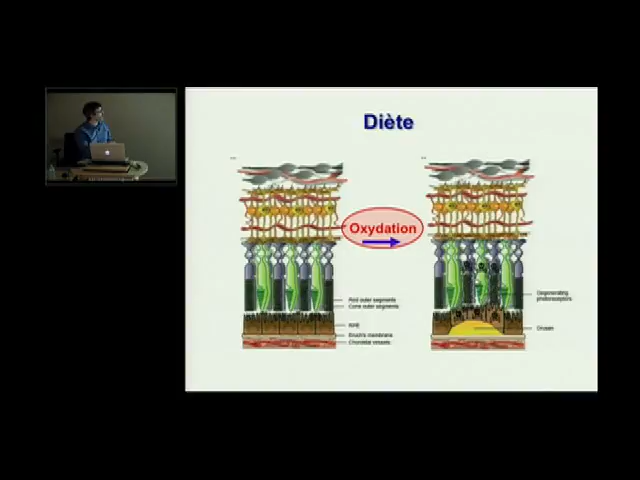 Diète
Oxydation
Rod outer segments
Cone outer segments
RPE
Bruch's membrane
Choroidal vessels
Degenerating
photoreceptors
Drusen